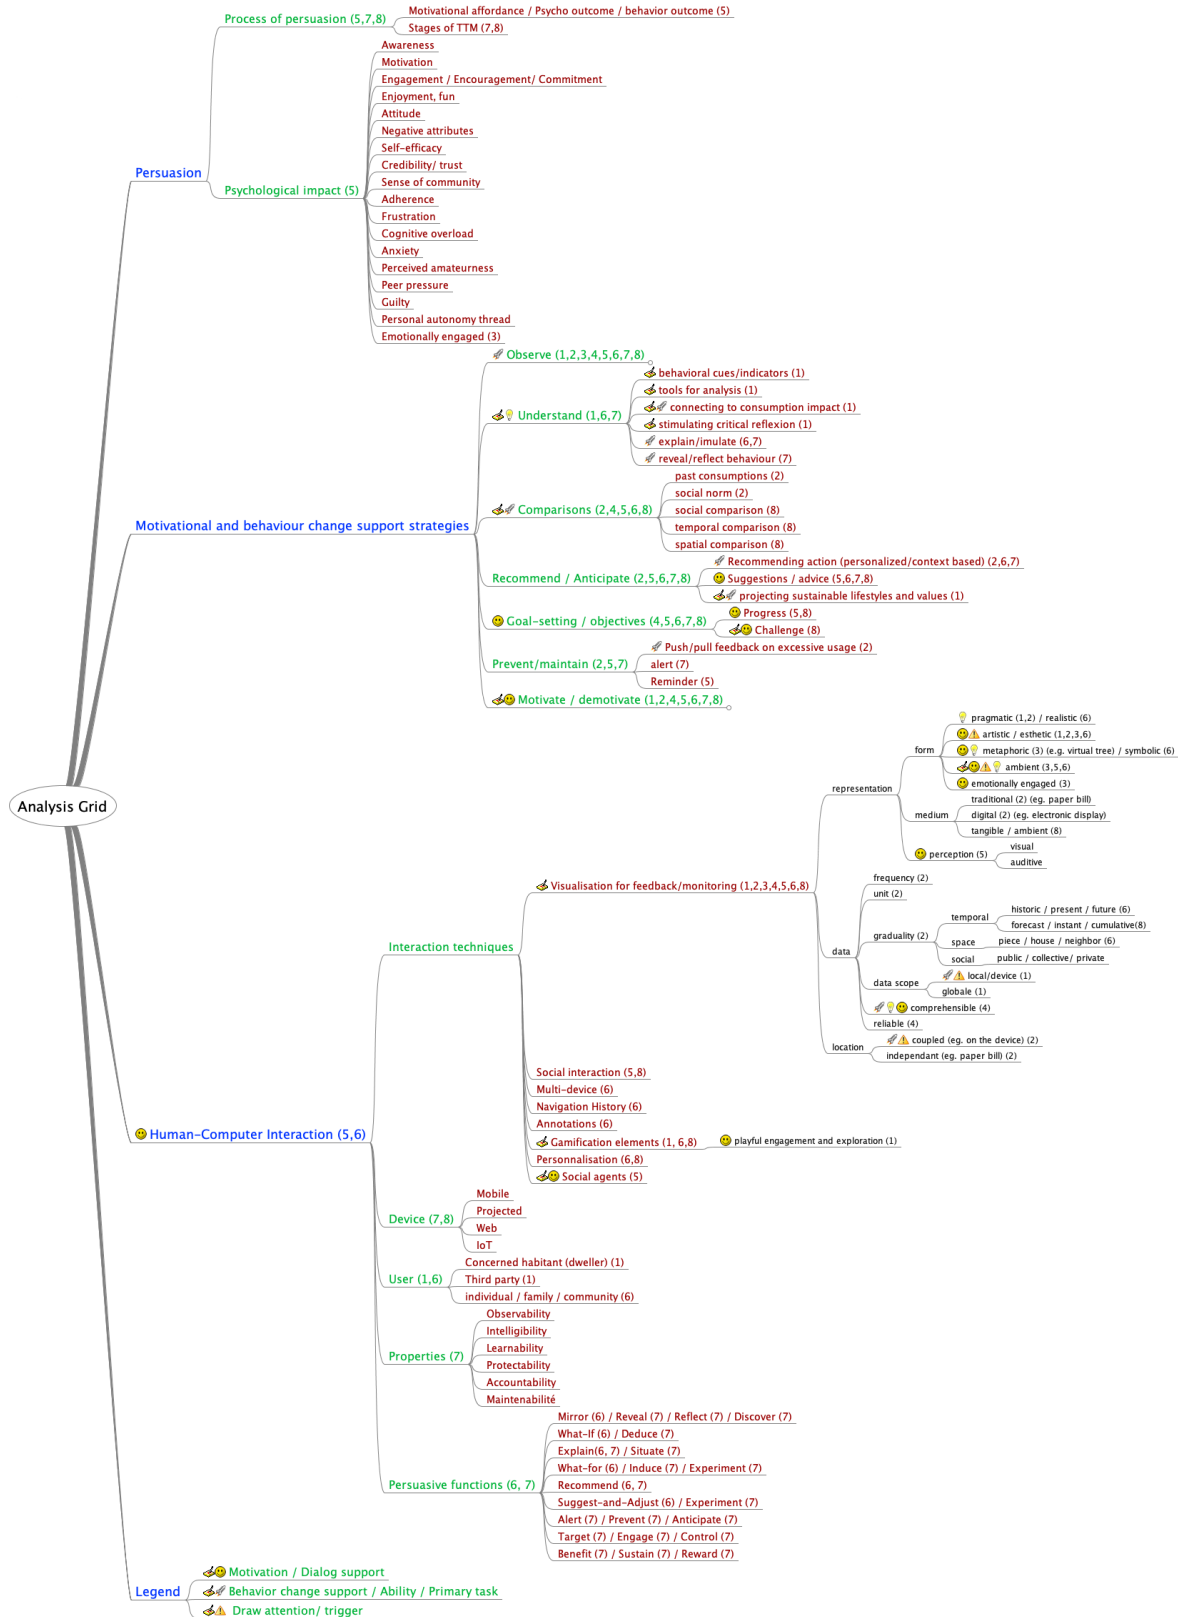 Analysis Grid
Persuasion
Process of persuasion (5,7,8)
Motivational affordance / Psycho outcome / behavior outcome (5)
Stages of TTM (7,8)
Psychological impact (5)
Awareness
Motivation
Engagement / Encouragement/ Commitment
Enjoyment, fun
Attitude
Negative attributes
Self-efficacy
Credibility/ trust
Sense of community
Adherence
Frustration
Cognitive overload
Anxiety
Perceived amateurness
Peer pressure
Guilty
Personal autonomy thread
Emotionally engaged (3)
Motivational and behaviour change support strategies
Observe (1,2,3,4,5,6,7,8)
Understand (1,6,7)
behavioral cues/indicators (1)
tools for analysis (1)
connecting to consumption impact (1)
stimulating critical reflexion (1)
explain/imulate (6,7)
reveal/reflect behaviour (7)
Comparisons (2,4,5,6,8)
past consumptions (2)
social norm (2)
social comparison (8)
temporal comparison (8)
spatial comparison (8)
Recommend / Anticipate (2,5,6,7,8)
Recommending action (personalized/context based) (2,6,7)
Suggestions / advice (5,6,7,8)
projecting sustainable lifestyles and values (1)
Goal-setting / objectives (4,5,6,7,8)
Progress (5,8)
Challenge (8)
Prevent/maintain (2,5,7)
Push/pull feedback on excessive usage (2)
alert (7)
Reminder (5)
Motivate / demotivate (1,2,4,5,6,7,8)
Human-Computer Interaction (5,6)
Interaction techniques
Visualisation for feedback/monitoring (1,2,3,4,5,6,8)
representation
form
pragmatic (1,2) / realistic (6)
artistic / esthetic (1,2,3,6)
metaphoric (3) (e.g. virtual tree) / symbolic (6)
ambient (3,5,6)
emotionally engaged (3)
medium
traditional (2) (eg. paper bill)
digital (2) (eg. electronic display)
tangible / ambient (8)
perception (5)
visual
auditive
data
frequency (2)
unit (2)
graduality (2)
temporal
historic / present / future (6)
forecast / instant / cumulative(8)
space
piece / house / neighbor (6)
social
public / collective/ private
data scope
local/device (1)
globale (1)
comprehensible (4)
reliable (4)
location
coupled (eg. on the device) (2)
independant (eg. paper bill) (2)
Social interaction (5,8)
Multi-device (6)
Navigation History (6)
Annotations (6)
Gamification elements (1, 6,8)
playful engagement and exploration (1)
Personnalisation (6,8)
Social agents (5)
Device (7,8)
Mobile
Projected
Web
IoT
User (1,6)
Concerned habitant (dweller) (1)
Third party (1)
individual / family / community (6)
Properties (7)
Observability
Intelligibility
Learnability
Protectability
Accountability
Maintenabilité
Persuasive functions (6, 7)
Mirror (6) / Reveal (7) / Reflect (7) / Discover (7)
What-If (6) / Deduce (7)
Explain(6, 7) / Situate (7)
What-for (6) / Induce (7) / Experiment (7)
Recommend (6, 7)
Suggest-and-Adjust (6) / Experiment (7)
Alert (7) / Prevent (7) / Anticipate (7)
Target (7) / Engage (7) / Control (7)
Benefit (7) / Sustain (7) / Reward (7)
Legend
Motivation / Dialog support
Behavior change support / Ability / Primary task
Draw attention/ trigger